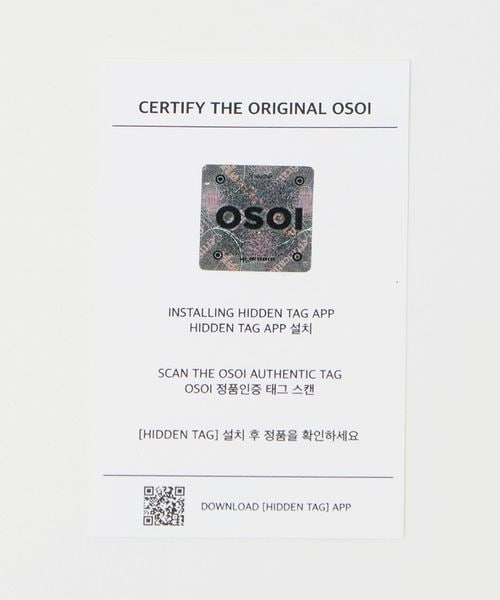 CERTIFY THE ORIGINAL OSOI
OSOI
INSTALLING HIDDEN TAG APP
HIDDEN TAG APP 설치
SCAN THE OSOI AUTHENTIC TAG
OSOI 정품인증 태그 스캔
[HIDDEN TAG] 설치 후 정품을 확인하세요
DOWNLOAD [HIDDEN TAG] APP